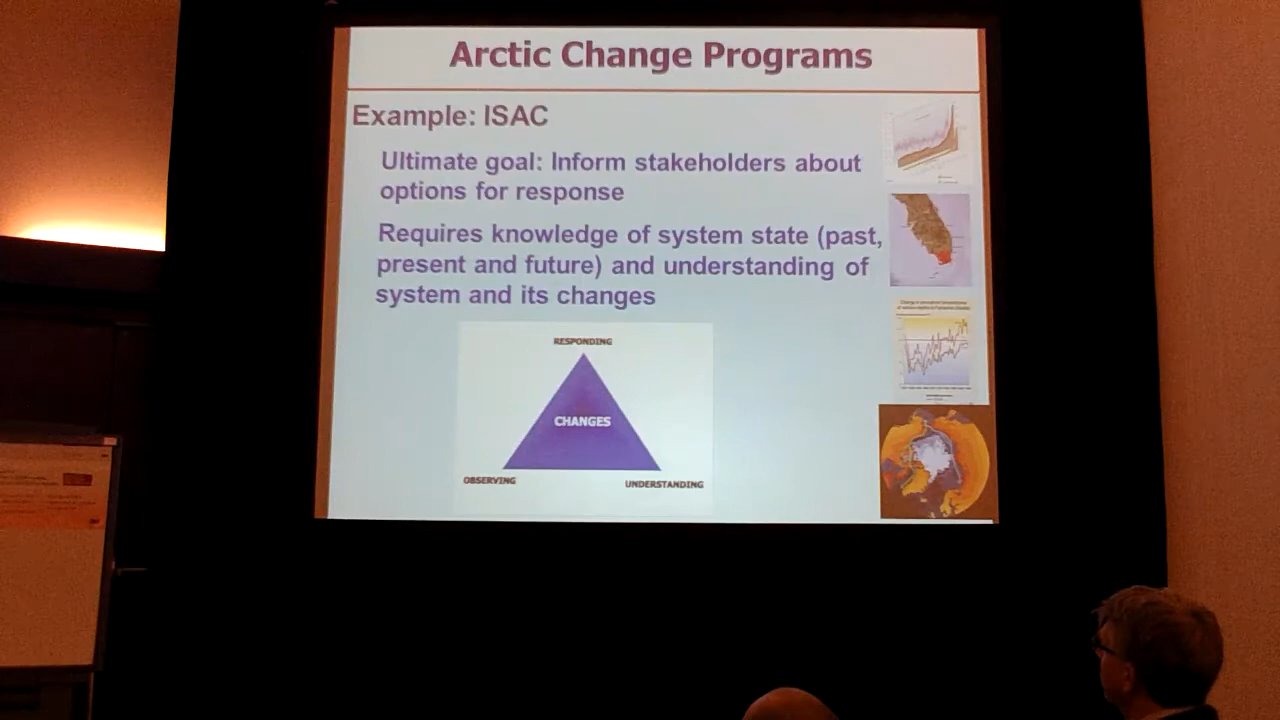 Arctic Change Programs
Example: ISAC
Ultimate goal: Inform stakeholders about
options for response
Requires knowledge of system state (past,
present and future) and understanding of
system and its changes
RESPONDING
CHANGES
OBSERVING
UNDERSTANDING